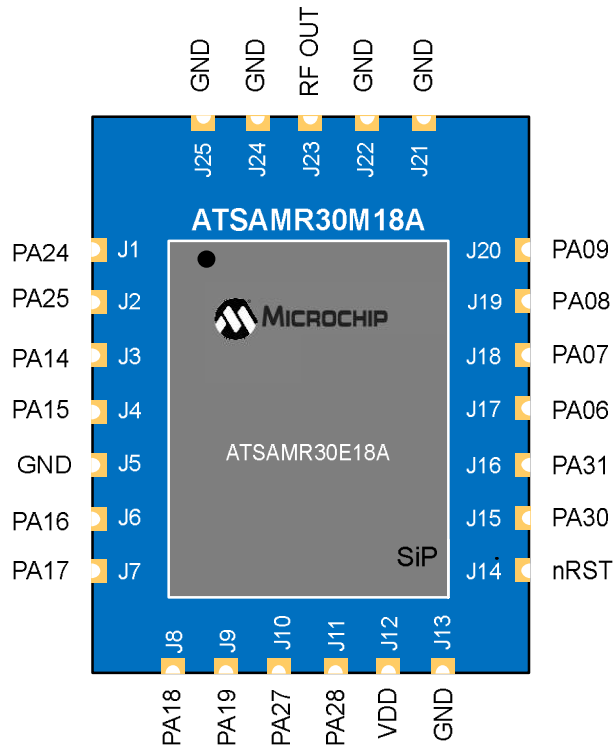 GND
GND
RF OUT
GND
GND
J25
J24
J23
J22
J21
ATSAMR30M18A
PA24 J1
J20 PA09
PA25 J2
J19 PA08
MICROCHIP
PA14 J3
J18 PA07
PA15 J4
J17 PA06
ATSAMR30E18A
GND J5
J16 PA31
PA16 J6
J15 PA30
SiP
PA17 J7
J14 nRST
J8
J9
J10
J11
J12
J13
PA18
PA19
PA27
PA28
VDD
GND